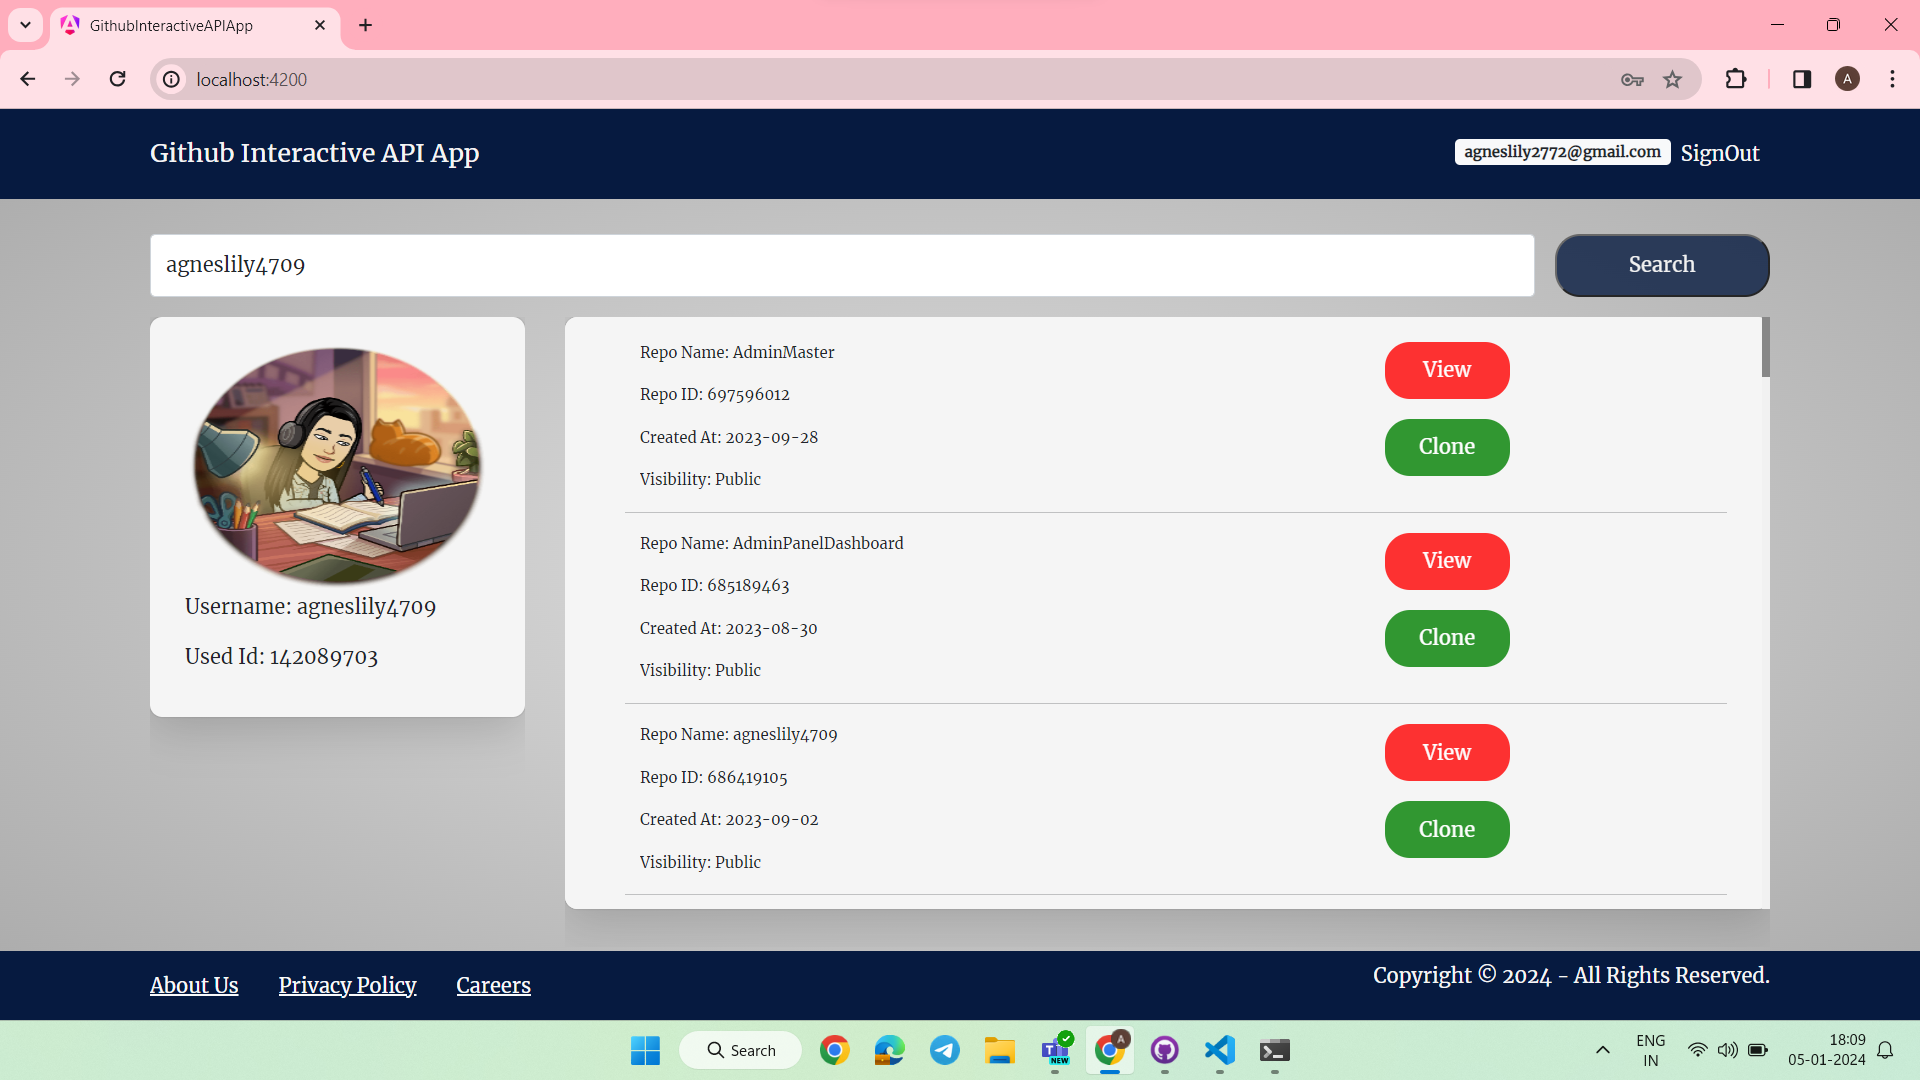 GithubInteractiveAPIApp
localhost:4200
A
Github Interactive API App
agneslily2772@gmail.com
SignOut
agneslily4709
Search
Username: agneslily4709
Used Id: 142089703
Repo Name: AdminMaster
Repo ID: 697596012
Created At: 2023-09-28
Visibility: Public
View
Clone
Repo Name: AdminPanelDashboard
Repo ID: 685189463
Created At: 2023-08-30
Visibility: Public
View
Clone
Repo Name: agneslily4709
Repo ID: 686419105
Created At: 2023-09-02
Visibility: Public
View
Clone
About Us
Privacy Policy
Careers
Copyright © 2024 - All Rights Reserved.
Search
NEW
A
ENG
IN
18:09
05-01-2024